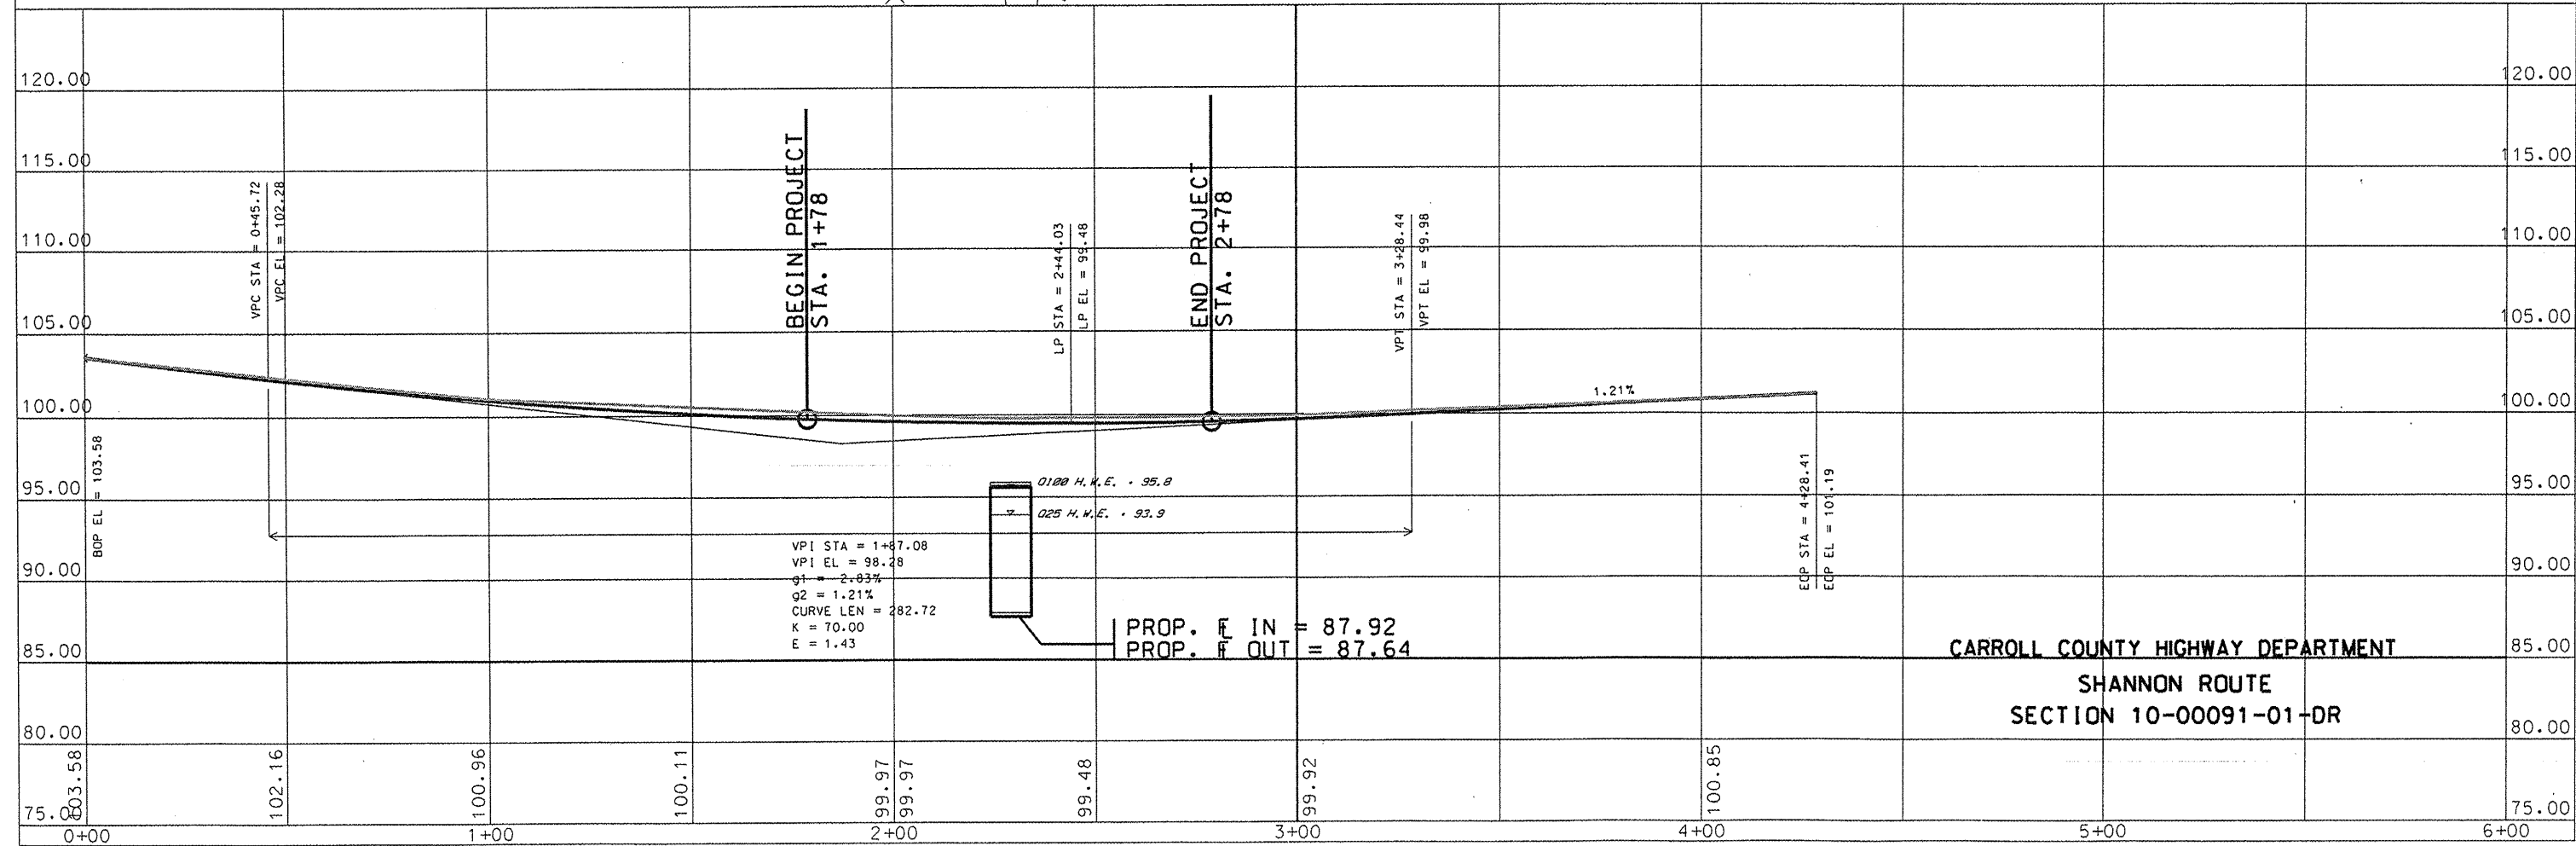 120.00 120.00
115.00 115.00
110.00 110.00
105.00 105.00
100.00 100.00
95.00 95.00
90.00 90.00
85.00 85.00
80.00 80.00
75.00 75.00
BOP EL = 103.58
VPC STA = 0+45.72
VPC EL = 102.28
BEGIN PROJECT
STA. 1+78
LP STA = 2+44.03
LP EL = 99.48
END PROJECT
STA. 2+78
VPT STA = 3+28.44
VPT EL = 99.98
1.21%
EOP STA = 4+28.41
EOP EL = 101.19
Q100 H.W.E. = 95.8
Q25 H.W.E. = 93.9
VPI STA = 1+87.08
VPI EL = 98.28
g1 = -2.83%
g2 = 1.21%
CURVE LEN = 282.72
K = 70.00
E = 1.43
PROP. FL IN = 87.92
PROP. FL OUT = 87.64
CARROLL COUNTY HIGHWAY DEPARTMENT
SHANNON ROUTE
SECTION 10-00091-01-DR
103.58 102.16 100.96 100.11 99.97 99.97 99.48 99.92 100.85
0+00 1+00 2+00 3+00 4+00 5+00 6+00